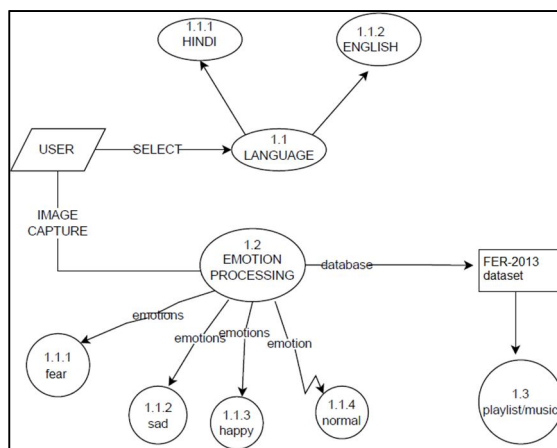 1.1.1
HINDI
1.1.2
ENGLISH
USER
SELECT
1.1
LANGUAGE
IMAGE
CAPTURE
1.2
EMOTION
PROCESSING
database
FER-2013
dataset
emotions
emotions
emotions
emotion
1.1.1
fear
1.1.2
sad
1.1.3
happy
1.1.4
normal
1.3
playlist/music